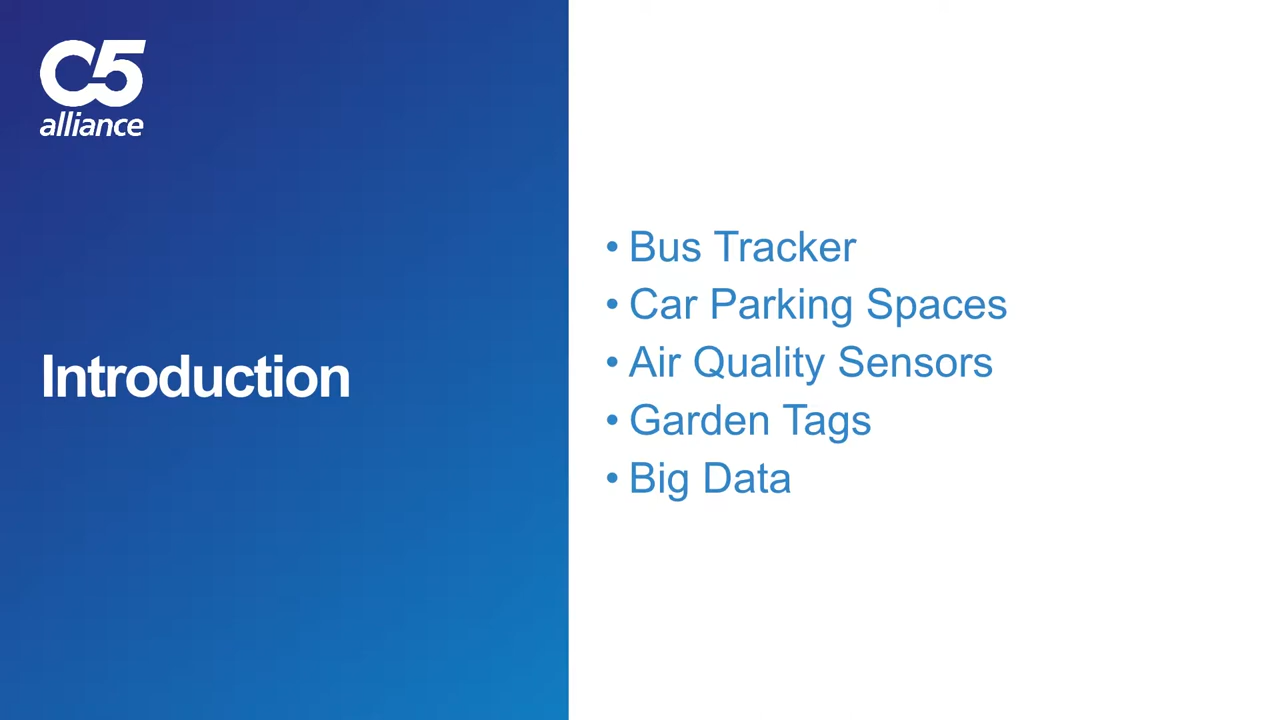 C5
alliance
Introduction
• Bus Tracker
• Car Parking Spaces
• Air Quality Sensors
• Garden Tags
• Big Data